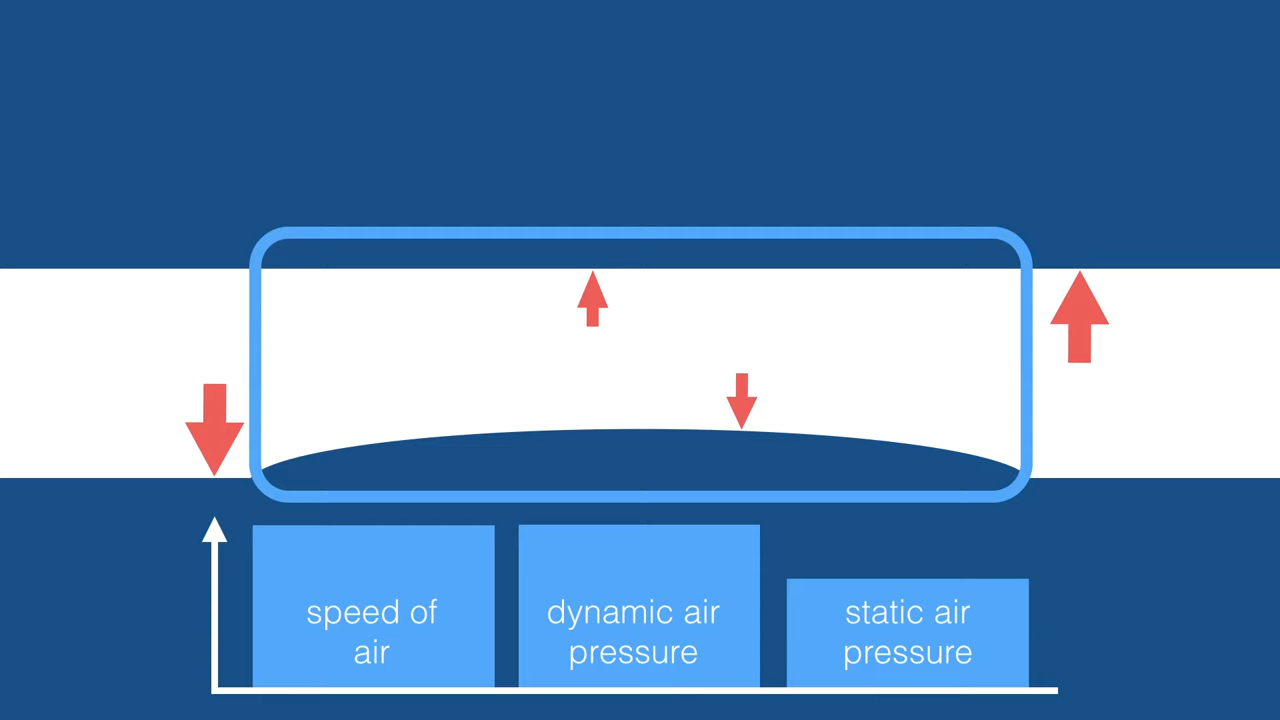 speed of
air
dynamic air
pressure
static air
pressure